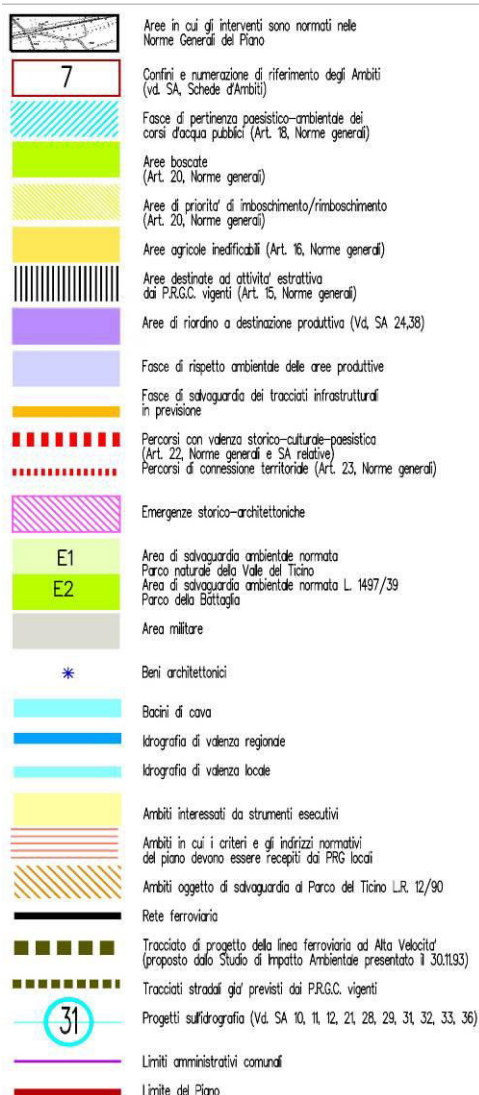 Aree in cui gli interventi sono normati nelle
Norme Generali del Piano
7
Confini e numerazione di riferimento degli Ambiti
(vd. SA, Schede d'Ambiti)
Fasce di pertinenza paesistico-ambientale dei
corsi d'acqua pubblici (Art. 18, Norme generali)
Aree boscate
(Art. 20, Norme generali)
Aree di priorita' di imboschimento/rimboschimento
(Art. 20, Norme generali)
Aree agricole inedificabili (Art. 16, Norme generali)
Aree destinate ad attivita' estrattiva
dai P.R.G.C. vigenti (Art. 15, Norme generali)
Aree di riordino a destinazione produttiva (Vd, SA 24,38)
Fasce di rispetto ambientale delle aree produttive
Fasce di salvaguardia dei tracciati infrastrutturali
in previsione
Percorsi con valenza storico-culturale-paesistica
(Art. 22, Norme generali e SA relative)
Percorsi di connessione territoriale (Art. 23, Norme generali)
Emergenze storico-architettoniche
E1
Area di salvaguardia ambientale normata
Parco naturale della Valle del Ticino
E2
Area di salvaguardia ambientale normata L. 1497/39
Parco della Battaglia
Area militare
Beni architettonici
Bacini di cava
Idrografia di valenza regionale
Idrografia di valenza locale
Ambiti interessati da strumenti esecutivi
Ambiti in cui i criteri e gli indirizzi normativi
del piano devono essere recepiti dai PRG locali
Ambiti oggetto di salvaguardia al Parco del Ticino L.R. 12/90
Rete ferroviaria
Tracciato di progetto della linea ferroviaria ad Alta Velocita'
(proposto dallo Studio di Impatto Ambientale presentato il 30.11.93)
Tracciati stradali gia' previsti dai P.R.G.C. vigenti
31
Progetti sull'idrografia (Vd. SA 10, 11, 12, 21, 28, 29, 31, 32, 33, 36)
Limiti amministrativi comunali
Limite del Piano